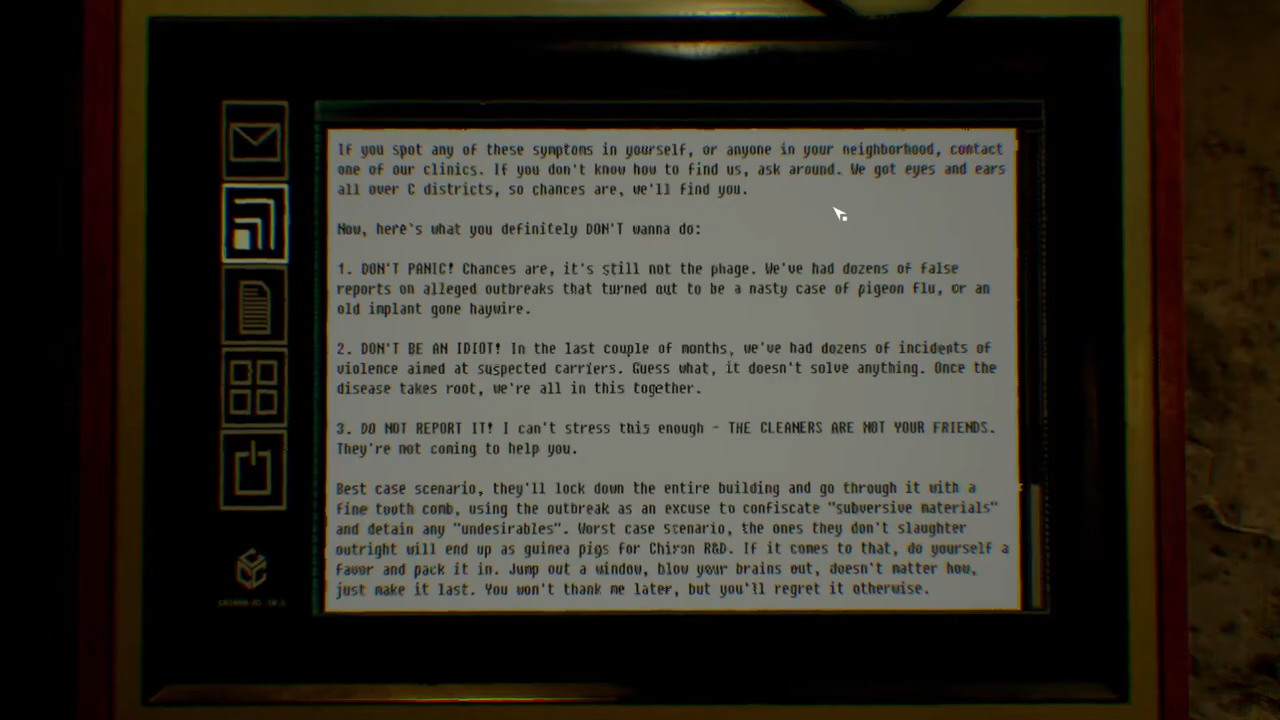 If you spot any of these symptoms in yourself, or anyone in your neighborhood, contact
one of our clinics. If you don't know how to find us, ask around. We got eyes and ears
all over C districts, so chances are, we'll find you.
Now, here's what you definitely DON'T wanna do:
1. DON'T PANIC! Chances are, it's still not the phage. We've had dozens of false
reports on alleged outbreaks that turned out to be a nasty case of pigeon flu, or an
old implant gone haywire.
2. DON'T BE AN IDIOT! In the last couple of months, we've had dozens of incidents of
violence aimed at suspected carriers. Guess what, it doesn't solve anything. Once the
disease takes root, we're all in this together.
3. DO NOT REPORT IT! I can't stress this enough - THE CLEANERS ARE NOT YOUR FRIENDS.
They're not coming to help you.
Best case scenario, they'll lock down the entire building and go through it with a
fine tooth comb, using the outbreak as an excuse to confiscate "subversive materials"
and detain any "undesirables". Worst case scenario, the ones they don't slaughter
outright will end up as guinea pigs for Chiron R&D. If it comes to that, do yourself a
favor and pack it in. Jump out a window, blow your brains out, doesn't matter how,
just make it last. You won't thank me later, but you'll regret it otherwise.